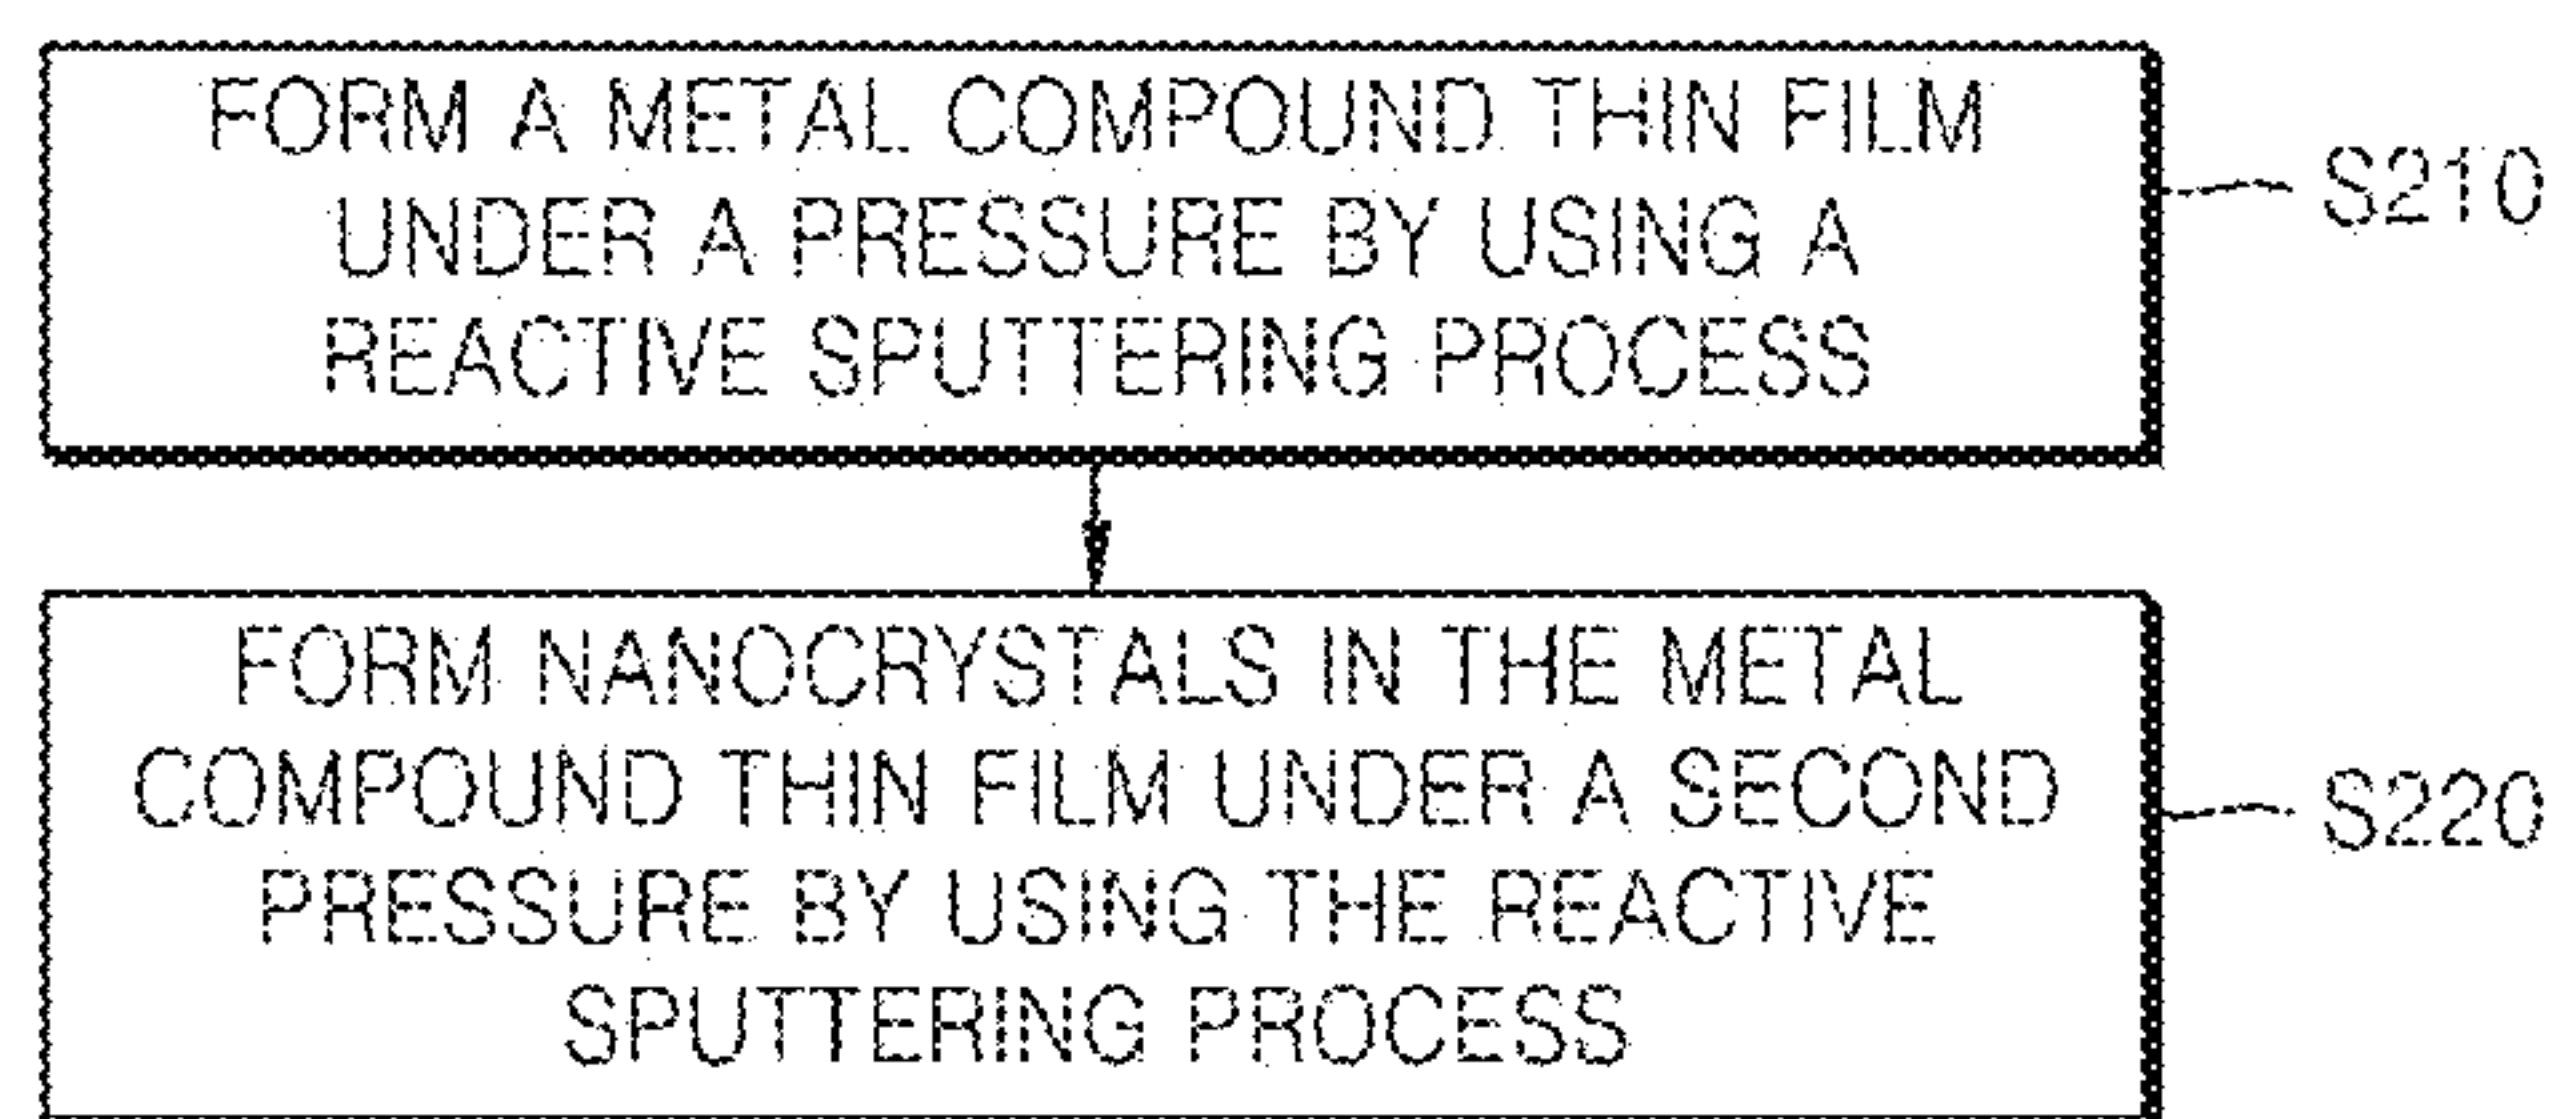 FORM A METAL COMPOUND THIN FILM
UNDER A PRESSURE BY USING A
REACTIVE SPUTTERING PROCESS
S210
FORM NANOCRYSTALS IN THE METAL
COMPOUND THIN FILM UNDER A SECOND
PRESSURE BY USING THE REACTIVE
SPUTTERING PROCESS
S220